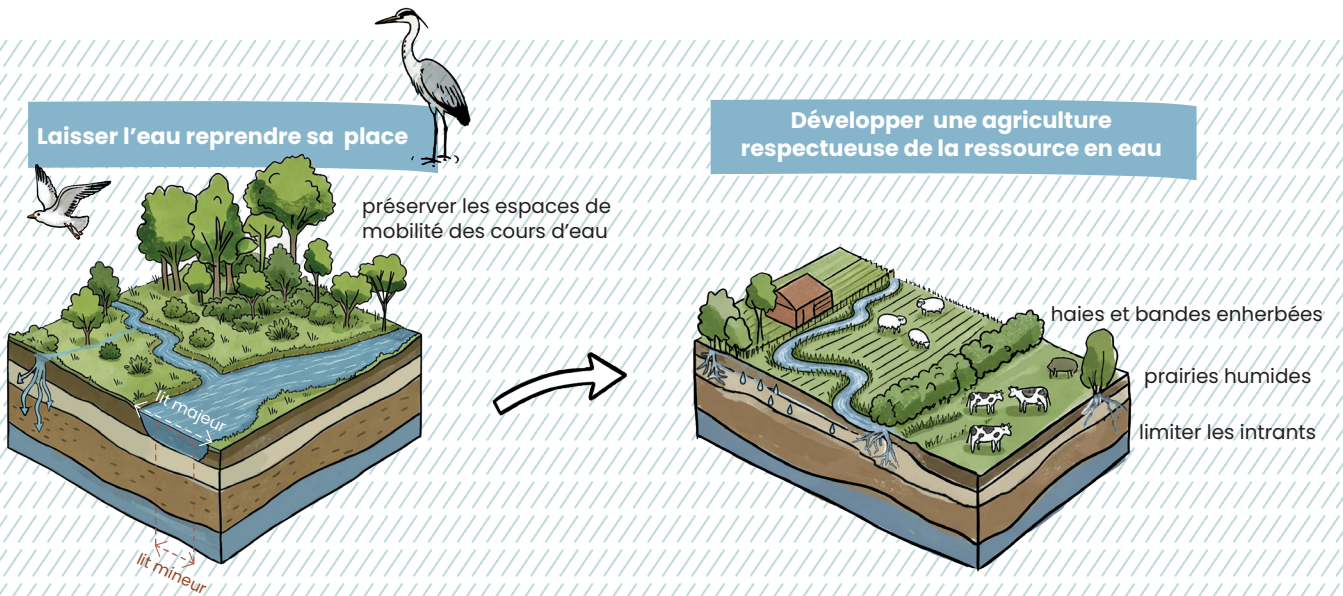 Laisser l'eau reprendre sa place
préserver les espaces de
mobilité des cours d'eau
lit majeur
lit mineur
Développer une agriculture
respectueuse de la ressource en eau
haies et bandes enherbées
prairies humides
limiter les intrants